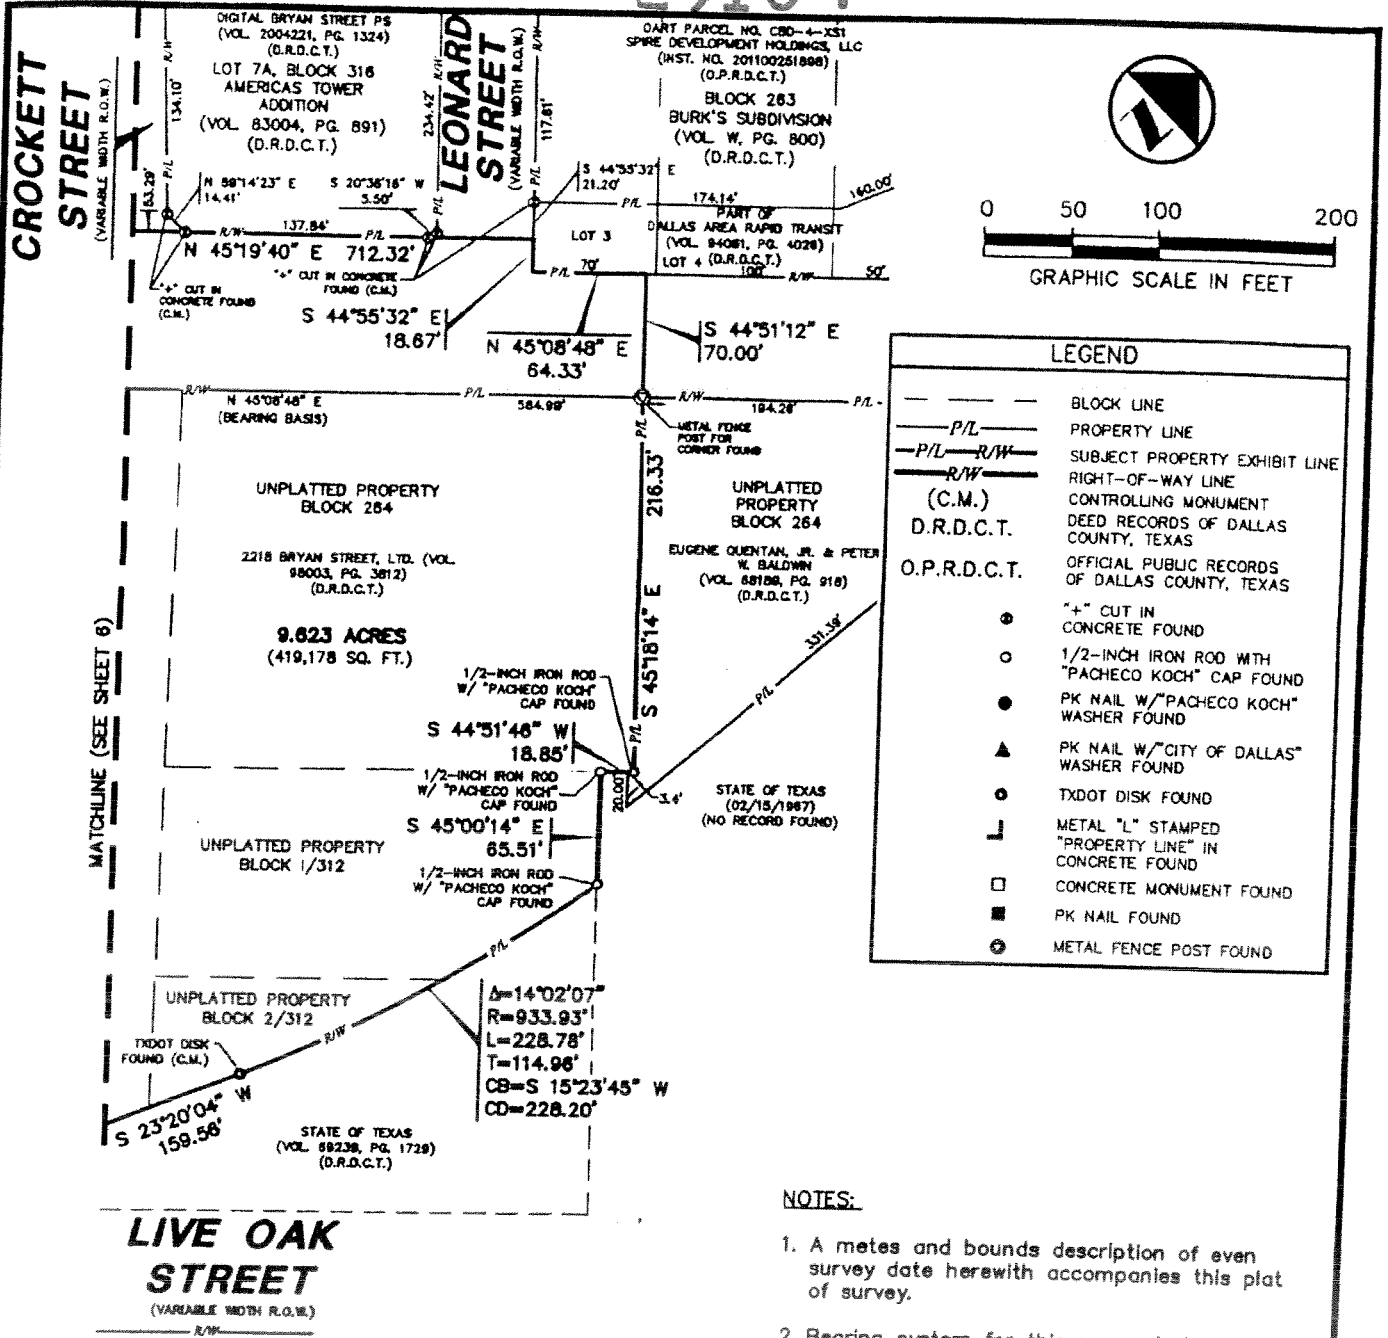 CROCKETT
STREET
(VARIABLE WIDTH R.O.W.)
DIGITAL BRYAN STREET PS
(VOL. 2004221, PG. 1324)
(D.R.D.C.T.)
LOT 7A, BLOCK 316
AMERICAS TOWER
ADDITION
(VOL. 83004, PG. 891)
(D.R.D.C.T.)
R/W
134.10'
P/L
53.29'
N 59°14'23" E
14.41'
S 20°36'16" W
5.50'
R/W
234.42'
P/L
LEONARD
STREET
(VARIABLE WIDTH R.O.W.)
R/W
117.61'
P/L
DART PARCEL NO. CBD-4-XS1
SPIRE DEVELOPMENT HOLDINGS, LLC
(INST. NO. 201100251898)
(O.P.R.D.C.T.)
BLOCK 263
BURK'S SUBDIVISION
(VOL. W, PG. 800)
(D.R.D.C.T.)
S 44°55'32" E
21.20'
P/L
174.14'
160.00'
PART OF
DALLAS AREA RAPID TRANSIT
(VOL. 94061, PG. 4026)
(D.R.D.C.T.)
LOT 3
LOT 4
P/L
70'
100'
R/W
50'
R/W
137.84'
P/L
N 45°19'40" E 712.32'
"+" CUT IN CONCRETE
FOUND (C.M.)
"+" CUT IN
CONCRETE FOUND
(C.M.)
S 44°55'32" E
18.67'
N 45°08'48" E
64.33'
S 44°51'12" E
70.00'
0 50 100 200
GRAPHIC SCALE IN FEET
R/W
N 45°08'48" E
(BEARING BASIS)
P/L
584.99'
R/W
194.26'
P/L
METAL FENCE
POST FOR
CORNER FOUND
P/L
216.33'
S 45°18'14" E
P/L
UNPLATTED PROPERTY
BLOCK 264
2218 BRYAN STREET, LTD. (VOL.
98003, PG. 3812)
(D.R.D.C.T.)
9.623 ACRES
(419,178 SQ. FT.)
UNPLATTED
PROPERTY
BLOCK 264
EUGENE QUENTAN, JR. & PETER
W. BALDWIN
(VOL. 68189, PG. 918)
(D.R.D.C.T.)
331.39'
P/L
MATCHLINE (SEE SHEET 6)
1/2-INCH IRON ROD
W/ "PACHECO KOCH"
CAP FOUND
S 44°51'46" W
18.85'
1/2-INCH IRON ROD
W/ "PACHECO KOCH"
CAP FOUND
20.00'
3.4'
STATE OF TEXAS
(02/15/1967)
(NO RECORD FOUND)
S 45°00'14" E
65.51'
UNPLATTED PROPERTY
BLOCK 1/312
1/2-INCH IRON ROD
W/ "PACHECO KOCH"
CAP FOUND
P/L
UNPLATTED PROPERTY
BLOCK 2/312
R/W
TXDOT DISK
FOUND (C.M.)
Δ=14°02'07"
R=933.93'
L=228.78'
T=114.96'
CB=S 15°23'45" W
CD=228.20'
S 23°20'04" W
159.56'
STATE OF TEXAS
(VOL. 69239, PG. 1729)
(D.R.D.C.T.)
LIVE OAK
STREET
(VARIABLE WIDTH R.O.W.)
R/W
LEGEND
BLOCK LINE
P/L PROPERTY LINE
P/L R/W SUBJECT PROPERTY EXHIBIT LINE
R/W RIGHT-OF-WAY LINE
(C.M.) CONTROLLING MONUMENT
D.R.D.C.T. DEED RECORDS OF DALLAS
COUNTY, TEXAS
O.P.R.D.C.T. OFFICIAL PUBLIC RECORDS
OF DALLAS COUNTY, TEXAS
"+" CUT IN
CONCRETE FOUND
1/2-INCH IRON ROD WITH
"PACHECO KOCH" CAP FOUND
PK NAIL W/"PACHECO KOCH"
WASHER FOUND
PK NAIL W/"CITY OF DALLAS"
WASHER FOUND
TXDOT DISK FOUND
METAL "L" STAMPED
"PROPERTY LINE" IN
CONCRETE FOUND
CONCRETE MONUMENT FOUND
PK NAIL FOUND
METAL FENCE POST FOUND
NOTES:
1. A metes and bounds description of even
survey date herewith accompanies this plat
of survey.